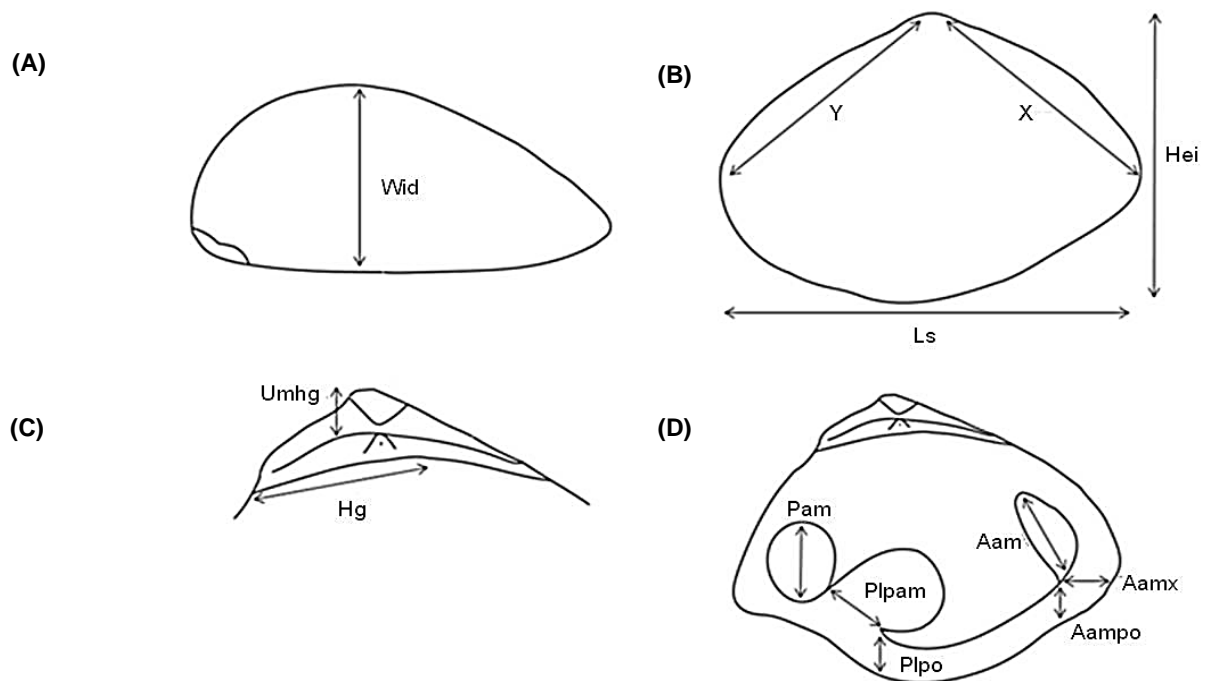 (A)
Wid
(B)
Y
X
Hei
Ls
(C)
Umhg
Hg
(D)
Pam
Aam
Plpam
Aamx
Aampo
Plpo